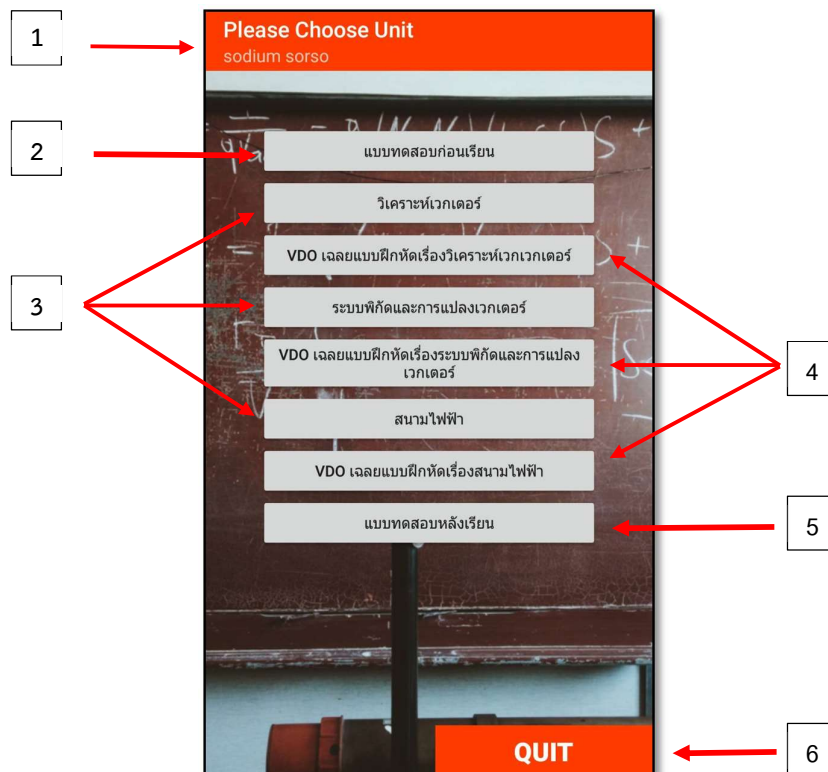 1
Please Choose Unit
sodium sorso
2
แบบทดสอบก่อนเรียน
วิเคราะห์เวกเตอร์
VDO เฉลยแบบฝึกหัดเรื่องวิเคราะห์เวกเวกเตอร์
3
ระบบพิกัดและการแปลงเวกเตอร์
VDO เฉลยแบบฝึกหัดเรื่องระบบพิกัดและการแปลง
เวกเตอร์
4
สนามไฟฟ้า
VDO เฉลยแบบฝึกหัดเรื่องสนามไฟฟ้า
แบบทดสอบหลังเรียน
5
QUIT
6